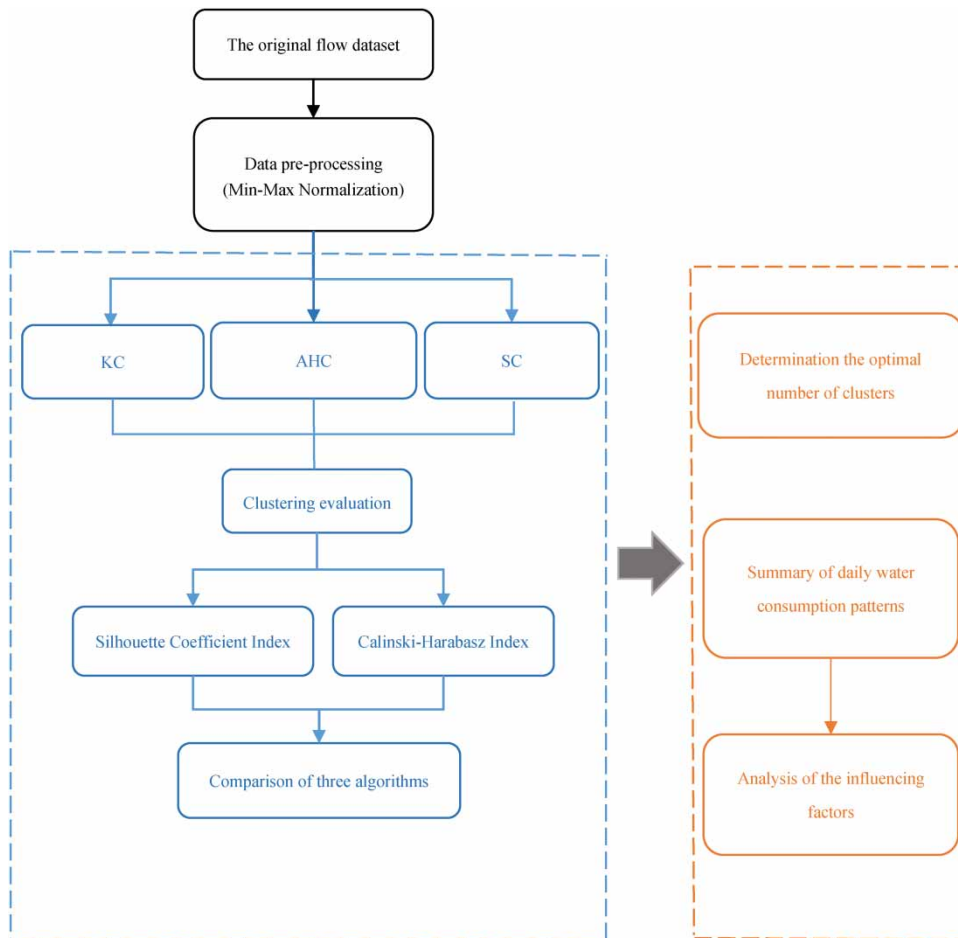 The original flow dataset
Data pre-processing
(Min-Max Normalization)
KC
AHC
SC
Clustering evaluation
Silhouette Coefficient Index
Calinski-Harabasz Index
Comparison of three algorithms
Determination the optimal
number of clusters
Summary of daily water
consumption patterns
Analysis of the influencing
factors